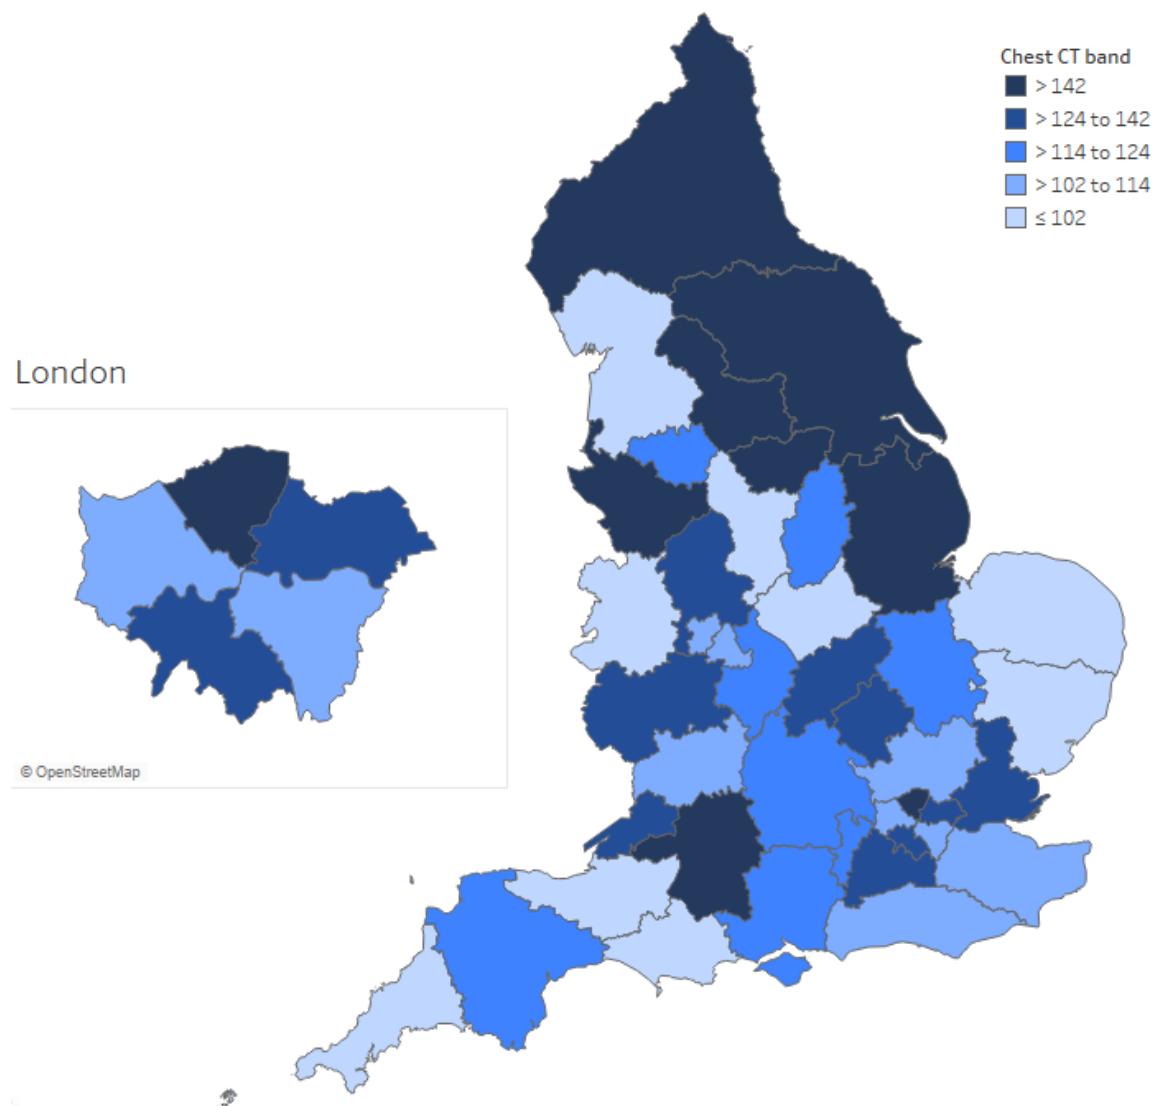 Chest CT band
> 142
> 124 to 142
> 114 to 124
> 102 to 114
≤ 102
London
© OpenStreetMap